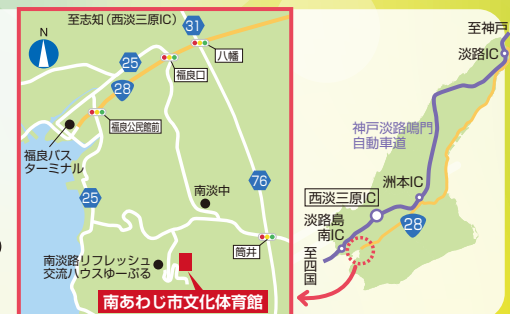 至志知（西淡三原IC）
N
31
八幡
25
福良口
28
福良公民館前
福良バス
ターミナル
25
76
南淡中
筒井
南淡路リフレッシュ
交流ハウスゆーぷる
南あわじ市文化体育館
至神戸
淡路IC
神戸淡路鳴門
自動車道
洲本IC
西淡三原IC
28
淡路島
南IC
至四国
)